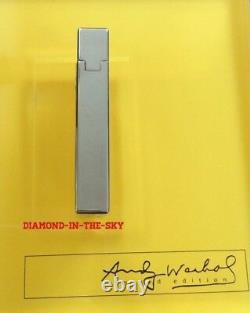 DIAMOND-IN-THE-SKY
Andy Warhol
edition